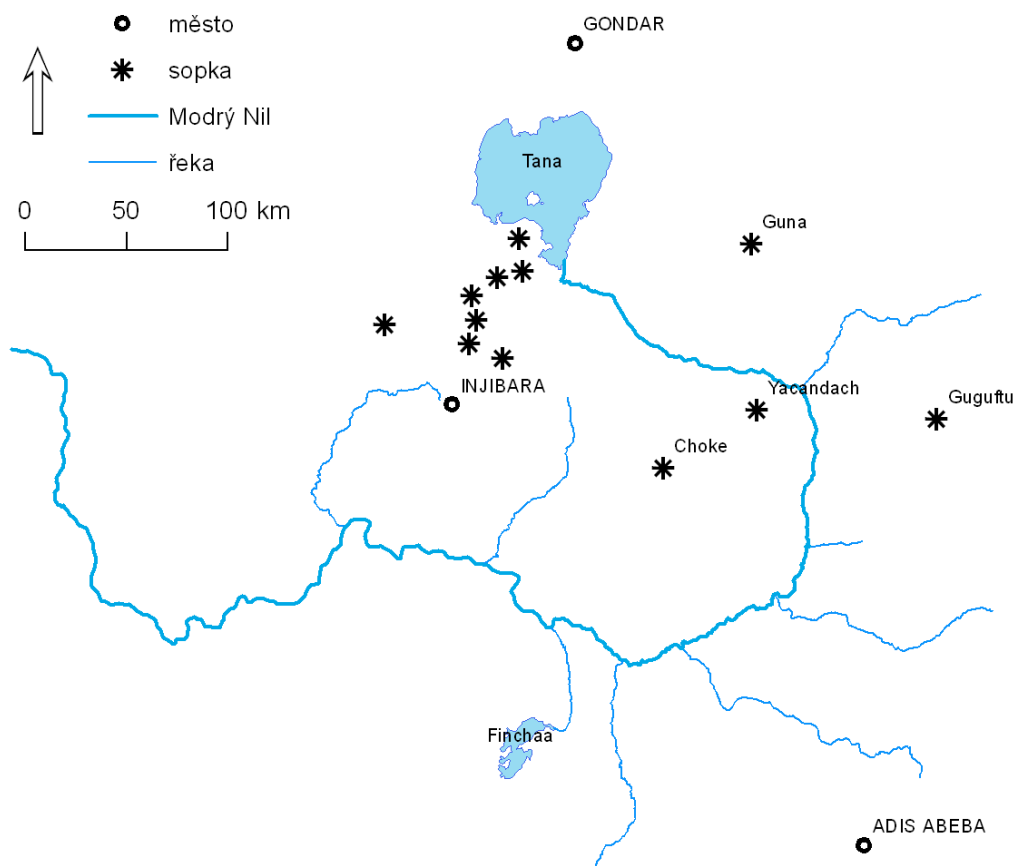 město
sopka
Modrý Nil
řeka
0 50 100 km
GONDAR
Tana
Guna
INJIBARA
Yacandach
Guguftu
Choke
Finchaa
ADIS ABEBA